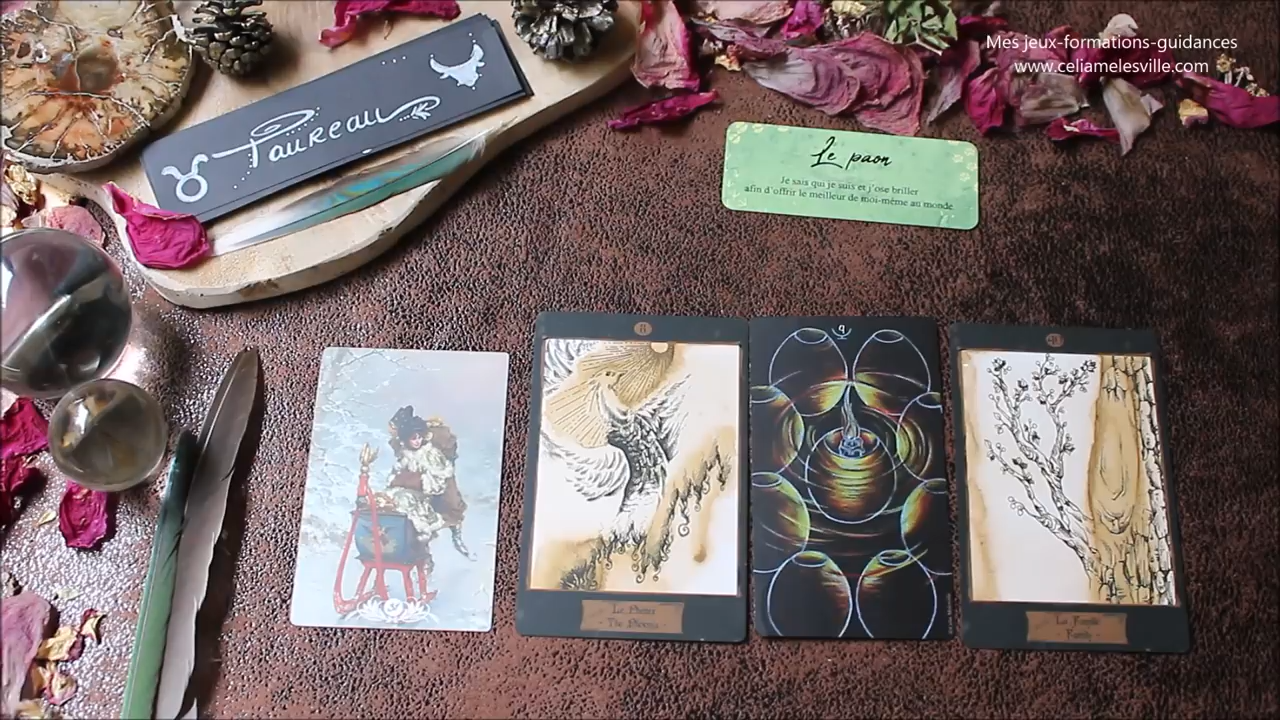 Mes jeux-formations-guidances
www.celiamelesville.com
Taureau
Le paon
Je sais qui je suis et j'ose briller
afin d'offrir le meilleur de moi-même au monde
9
Le Phénix
- The Phoenix -
La Famille
- Family -